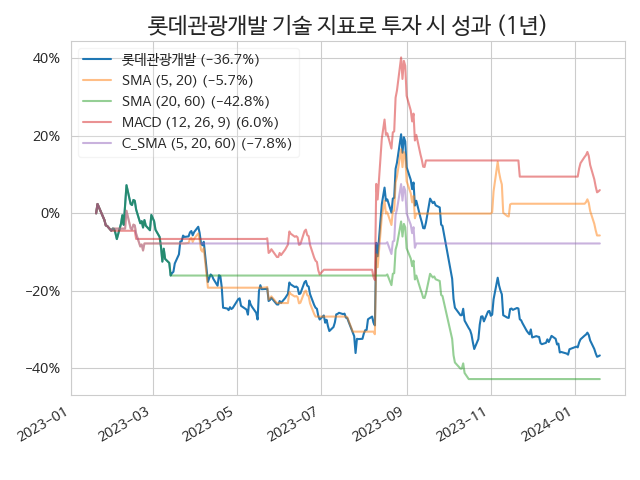 롯데관광개발 기술 지표로 투자 시 성과 (1년)
롯데관광개발 (−36.7%)
SMA (5, 20) (−5.7%)
SMA (20, 60) (−42.8%)
MACD (12, 26, 9) (6.0%)
C_SMA (5, 20, 60) (−7.8%)
40%
20%
0%
−20%
−40%
2023−01
2023−03
2023−05
2023−07
2023−09
2023−11
2024−01